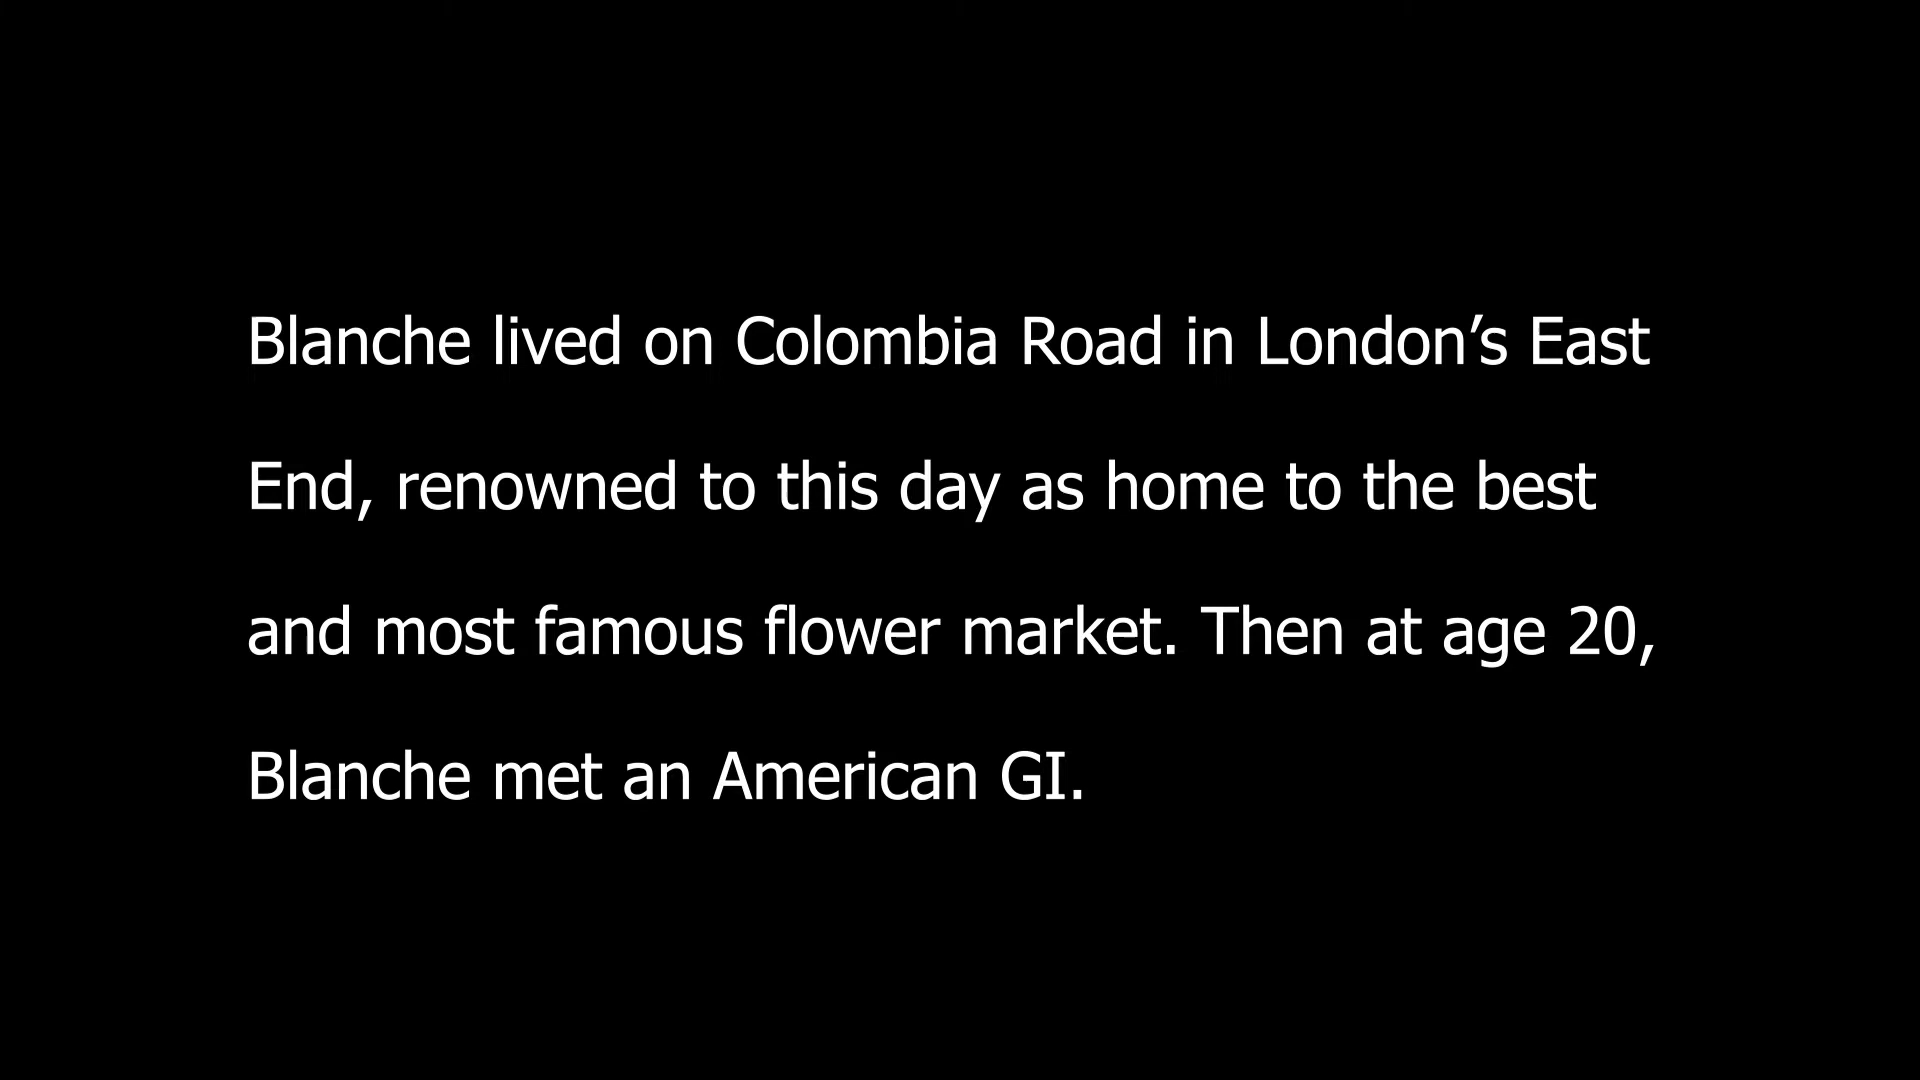 Blanche lived on Colombia Road in London’s East
End, renowned to this day as home to the best
and most famous flower market. Then at age 20,
Blanche met an American GI.